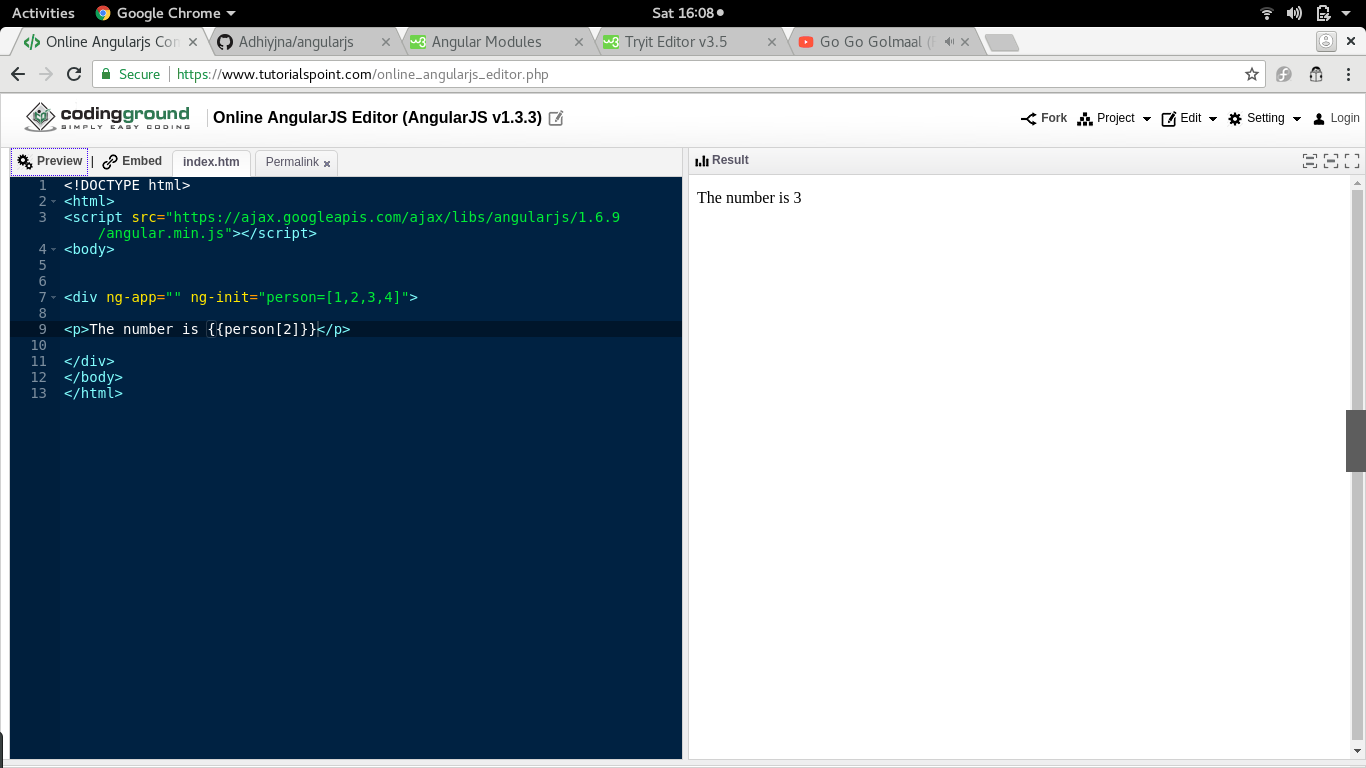 Activities Google Chrome Sat 16:08
Online Angularjs Con Adhiyjna/angularjs Angular Modules Tryit Editor v3.5 Go Go Golmaal
Secure https://www.tutorialspoint.com/online_angularjs_editor.php
codingground
SIMPLY EASY CODING
Online AngularJS Editor (AngularJS v1.3.3) Fork Project Edit Setting Login
Preview | Embed index.htm Permalink x Result
1 <!DOCTYPE html>
2 <html>
3 <script src="https://ajax.googleapis.com/ajax/libs/angularjs/1.6.9
/angular.min.js"></script>
4 <body>
5
6
7 <div ng-app="" ng-init="person=[1,2,3,4]">
8
9 <p>The number is {{person[2]}}</p>
10
11 </div>
12 </body>
13 </html>
The number is 3